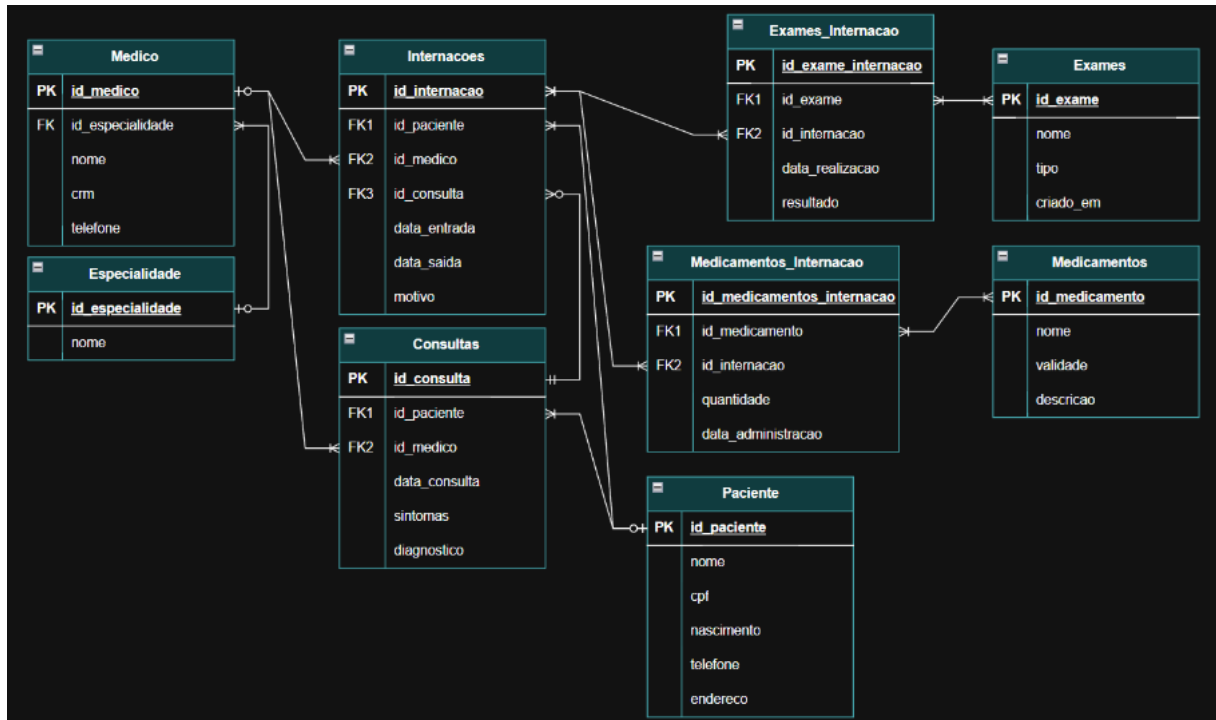 Medico
PK id_medico
FK id_especialidade
nome
crm
telefone
Especialidade
PK id_especialidade
nome
Internacoes
PK id_internacao
FK1 id_paciente
FK2 id_medico
FK3 id_consulta
data_entrada
data_saida
motivo
Consultas
PK id_consulta
FK1 id_paciente
FK2 id_medico
data_consulta
sintomas
diagnostico
Exames_Internacao
PK id_exame_internacao
FK1 id_exame
FK2 id_internacao
data_realizacao
resultado
Exames
PK id_exame
nome
tipo
criado_em
Medicamentos_Internacao
PK id_medicamentos_internacao
FK1 id_medicamento
FK2 id_internacao
quantidade
data_administracao
Medicamentos
PK id_medicamento
nome
validade
descricao
Paciente
PK id_paciente
nome
cpf
nascimento
telefone
endereco